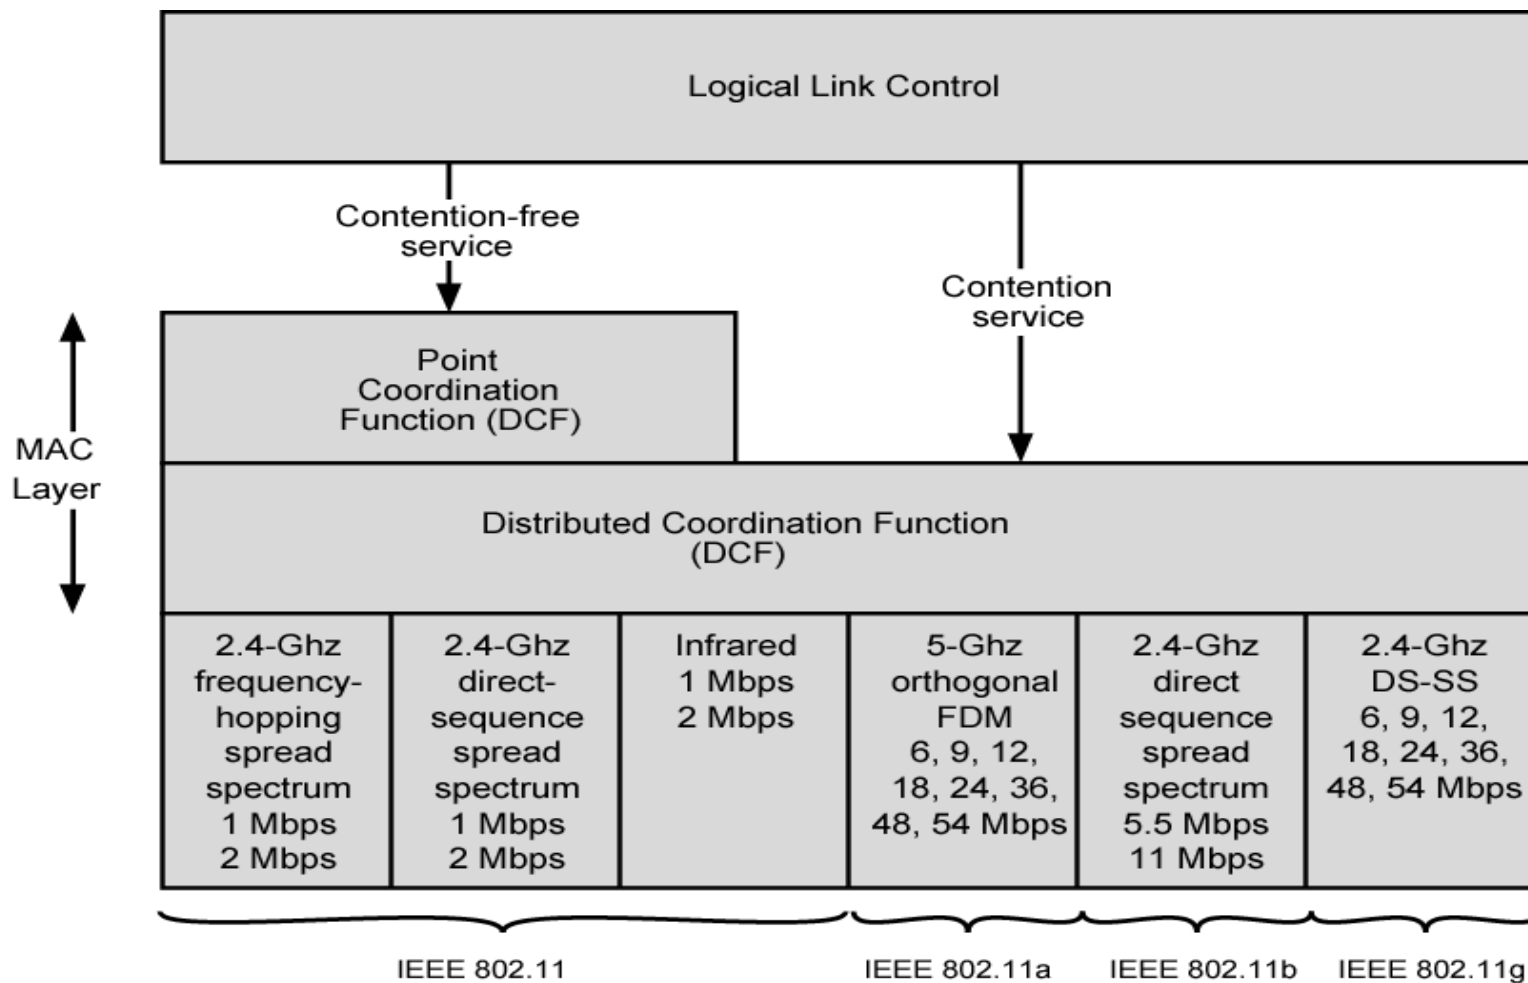 Logical Link Control
Contention-free
service
Contention
service
Point
Coordination
Function (DCF)
MAC
Layer
Distributed Coordination Function
(DCF)
2.4-Ghz
frequency-
hopping
spread
spectrum
1 Mbps
2 Mbps
2.4-Ghz
direct-
sequence
spread
spectrum
1 Mbps
2 Mbps
Infrared
1 Mbps
2 Mbps
5-Ghz
orthogonal
FDM
6, 9, 12,
18, 24, 36,
48, 54 Mbps
2.4-Ghz
direct
sequence
spread
spectrum
5.5 Mbps
11 Mbps
2.4-Ghz
DS-SS
6, 9, 12,
18, 24, 36,
48, 54 Mbps
IEEE 802.11
IEEE 802.11a
IEEE 802.11b
IEEE 802.11g